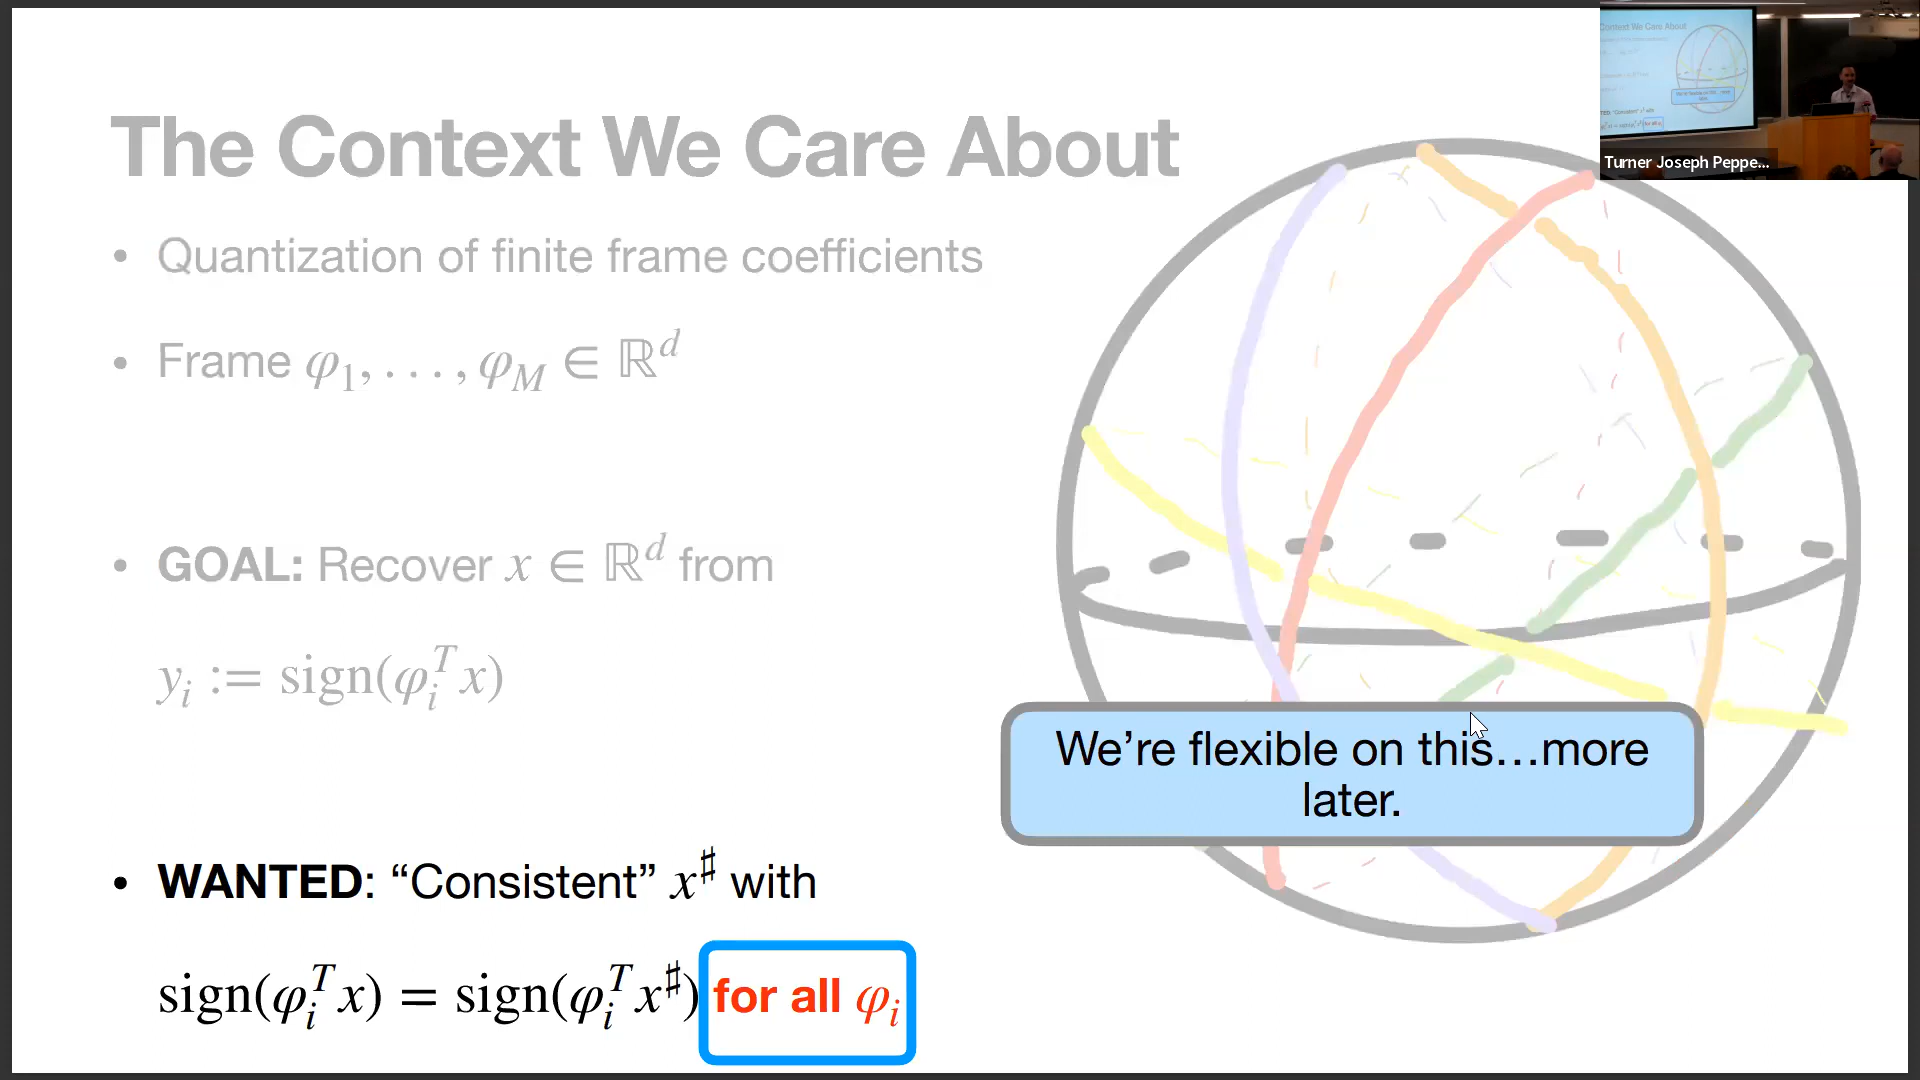 The Context We Care About
• Quantization of finite frame coefficients
• Frame φ₁, . . . , φ_M ∈ ℝᵈ
• GOAL: Recover x ∈ ℝᵈ from
yᵢ := sign(φᵢᵀx)
We’re flexible on this…more
later.
• WANTED: “Consistent” x♯ with
sign(φᵢᵀx) = sign(φᵢᵀx♯) for all φᵢ
Turner Joseph Peppe...